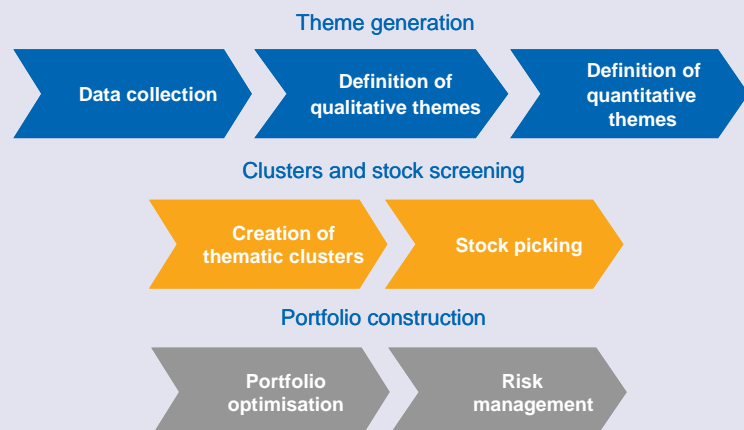 Theme generation
Data collection
Definition of
qualitative themes
Definition of
quantitative
themes
Clusters and stock screening
Creation of
thematic clusters
Stock picking
Portfolio construction
Portfolio
optimisation
Risk
management